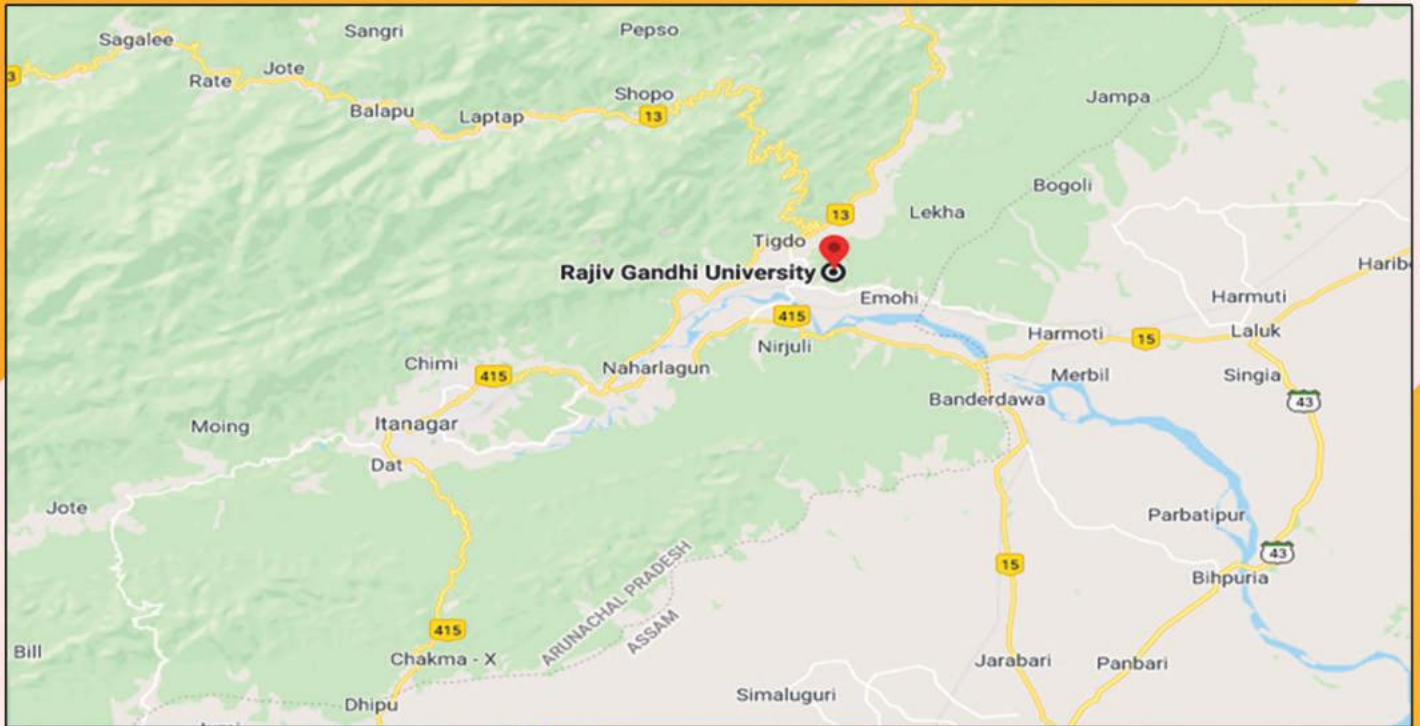 Sangri
Pepso
Sagalee
3
Rate
Jote
Shopo
Jampa
Balapu
Laptap
13
Bogoli
13
Lekha
Tigdo
Rajiv Gandhi University
Harib
Emohi
Harmuti
415
Harmoti
15
Laluk
Nirjuli
Chimi
415
Naharlagun
Merbil
Singia
Banderdawa
43
Moing
Itanagar
Dat
Jote
Parbatipur
43
15
Bihpuria
ARUNACHAL PRADESH
ASSAM
415
Bill
Chakma - X
Jarabari
Panbari
Simaluguri
Dhipu